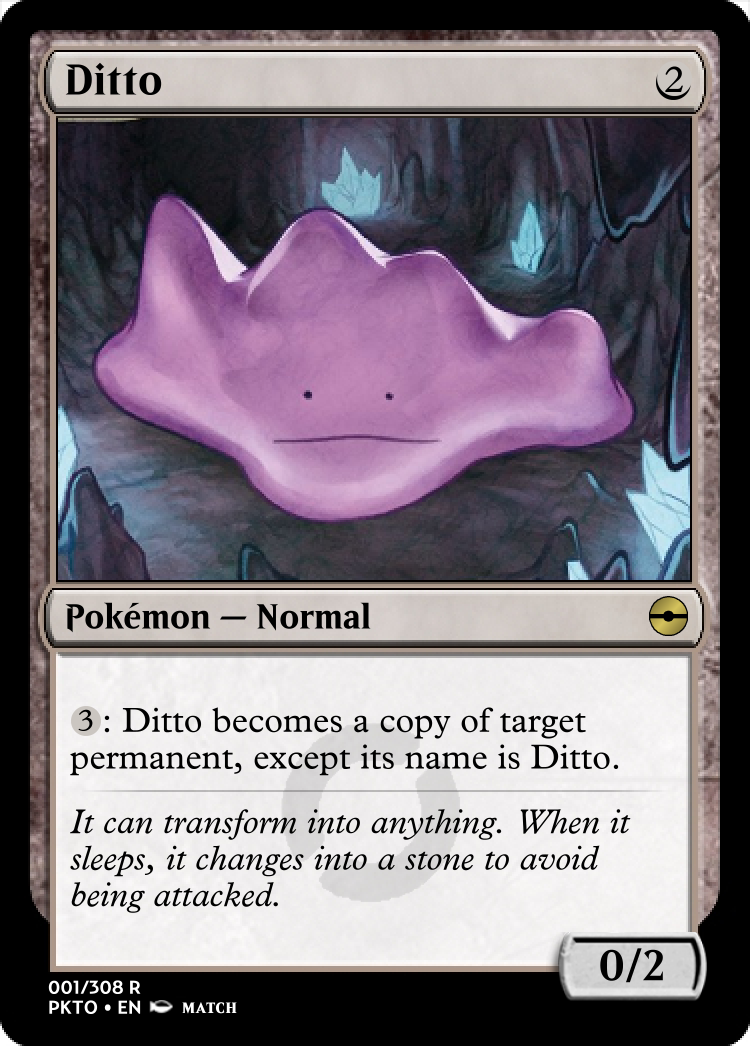 Ditto
2
Pokémon — Normal
3: Ditto becomes a copy of target
permanent, except its name is Ditto.
It can transform into anything. When it
sleeps, it changes into a stone to avoid
being attacked.
0/2
001/308 R
PKTO • EN MATCH